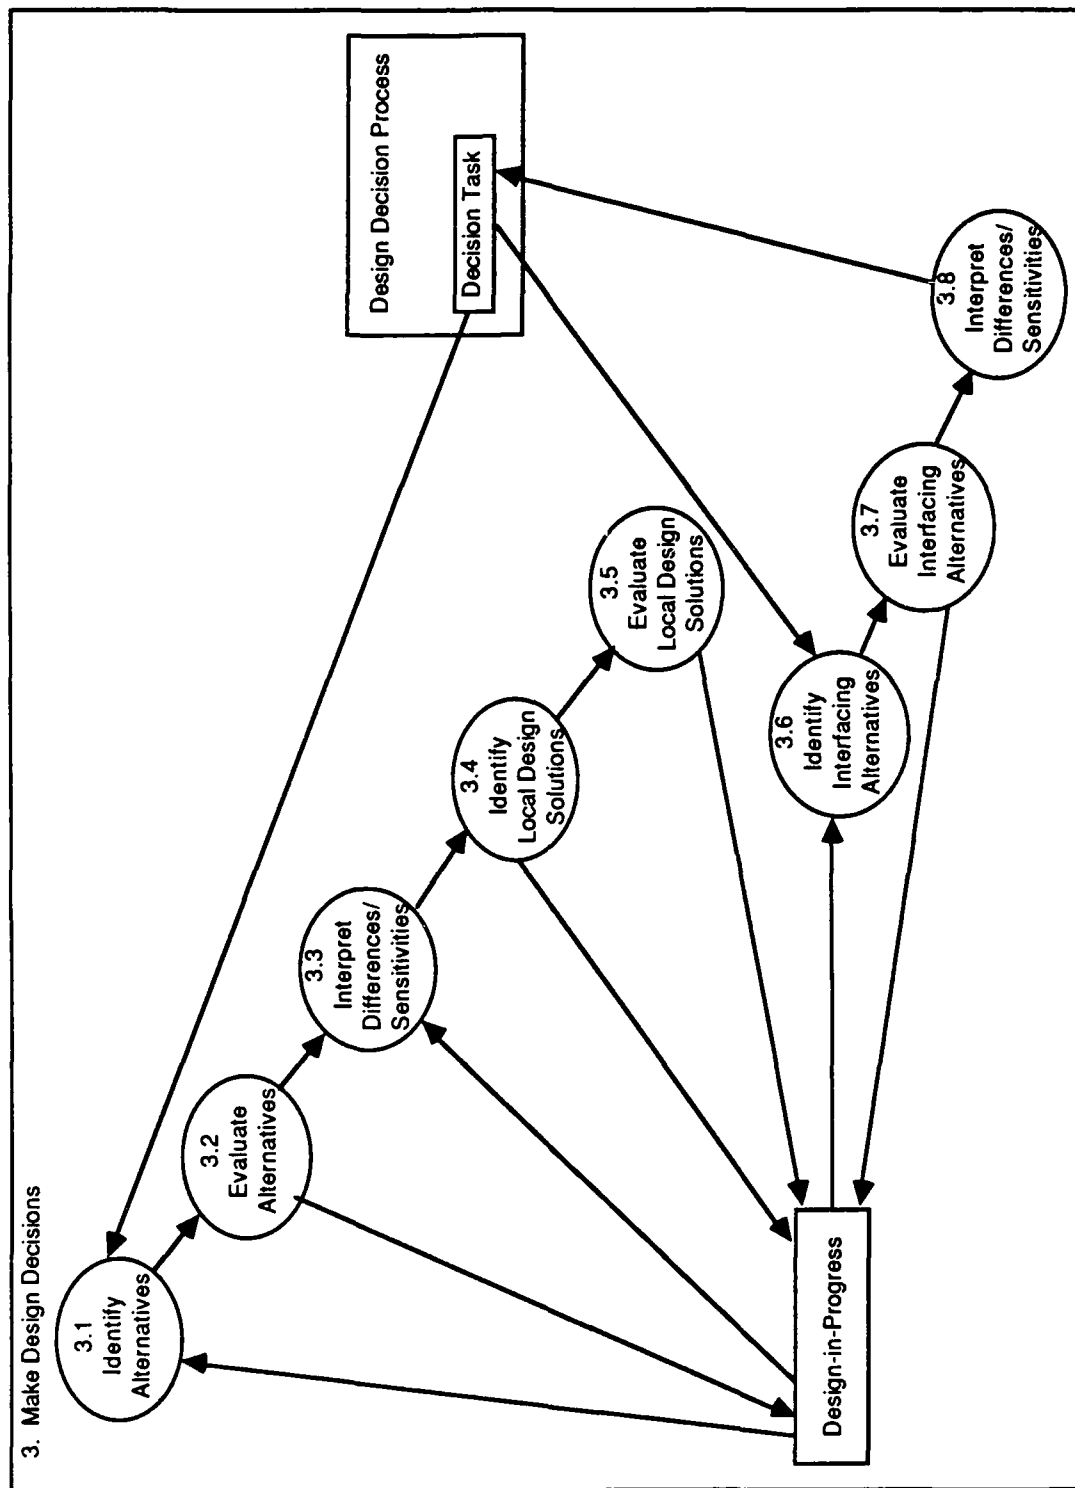 3. Make Design Decisions
3.1
Identify
Alternatives
3.2
Evaluate
Alternatives
3.3
Interpret
Differences/
Sensitivities
3.4
Identify
Local Design
Solutions
3.5
Evaluate
Local Design
Solutions
Design Decision Process
Decision Task
Design-in-Progress
3.6
Identify
Interfacing
Alternatives
3.7
Evaluate
Interfacing
Alternatives
3.8
Interpret
Differences/
Sensitivities